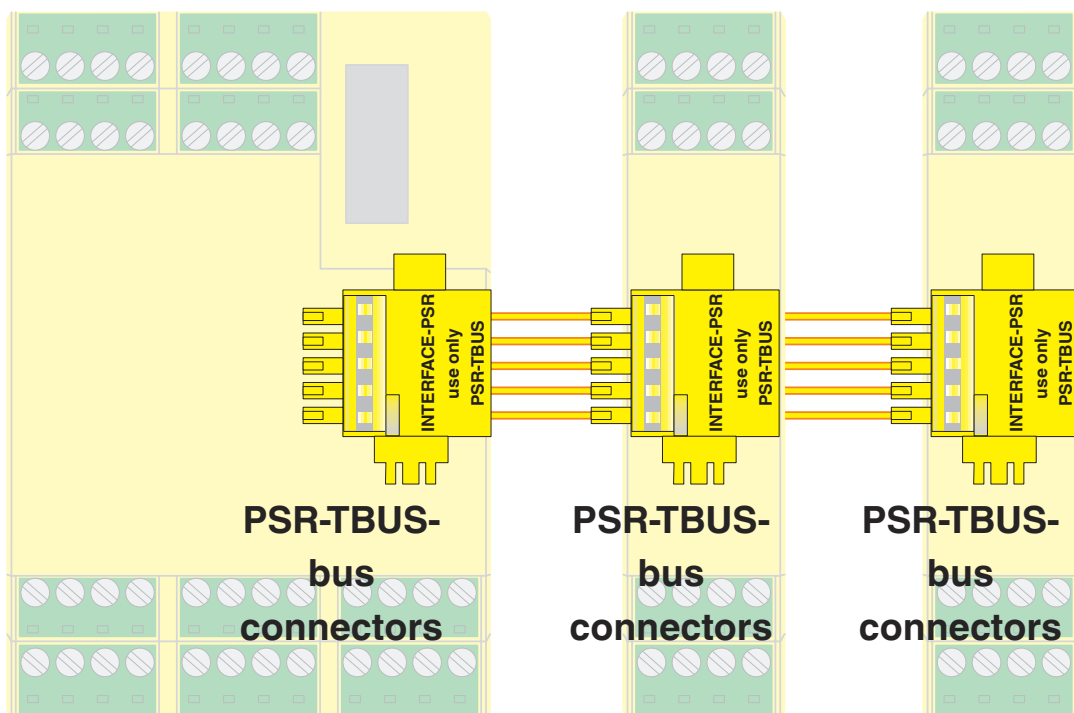 INTERFACE-PSR
use only
PSR-TBUS
INTERFACE-PSR
use only
PSR-TBUS
INTERFACE-PSR
use only
PSR-TBUS
PSR-TBUS-
bus
connectors
PSR-TBUS-
bus
connectors
PSR-TBUS-
bus
connectors